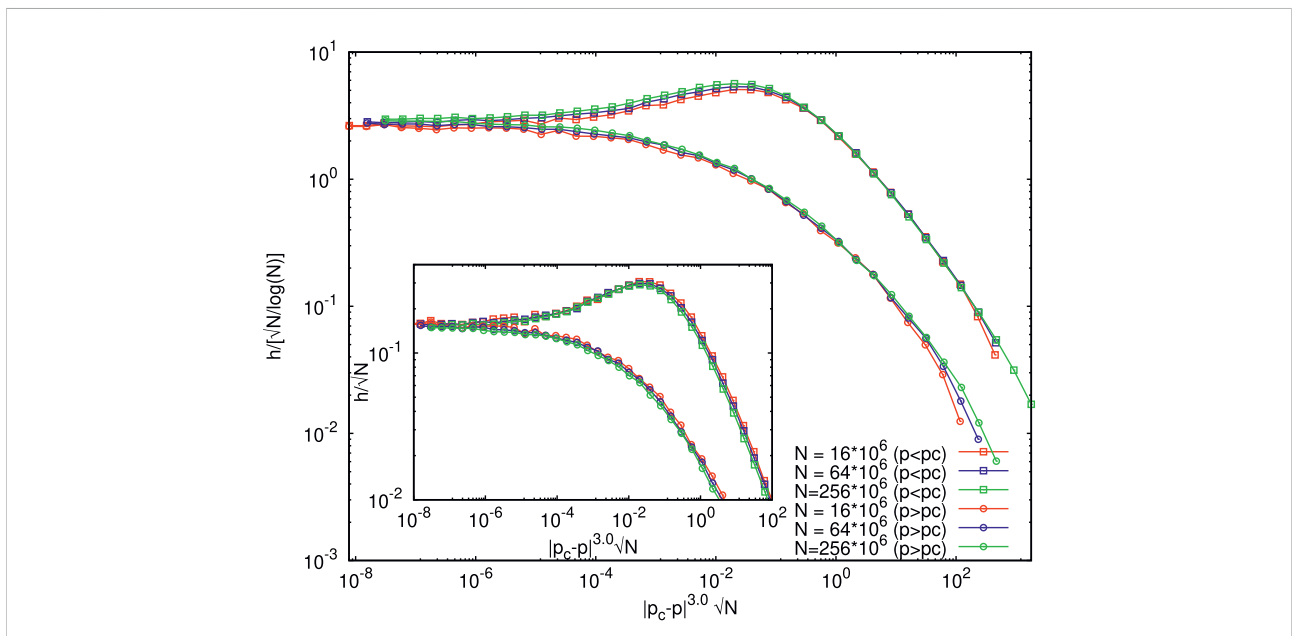 10^1
10^0
10^-1
10^-2
10^-3
h/[√N/log(N)]
10^-8
10^-6
10^-4
10^-2
10^0
10^2
|p_c-p|^3.0 √N
10^-1
10^-2
h/√N
10^-8
10^-6
10^-4
10^-2
10^0
10^2
|p_c-p|^3.0 √N
N = 16*10^6 (p<pc)
N = 64*10^6 (p<pc)
N=256*10^6 (p<pc)
N = 16*10^6 (p>pc)
N = 64*10^6 (p>pc)
N=256*10^6 (p>pc)